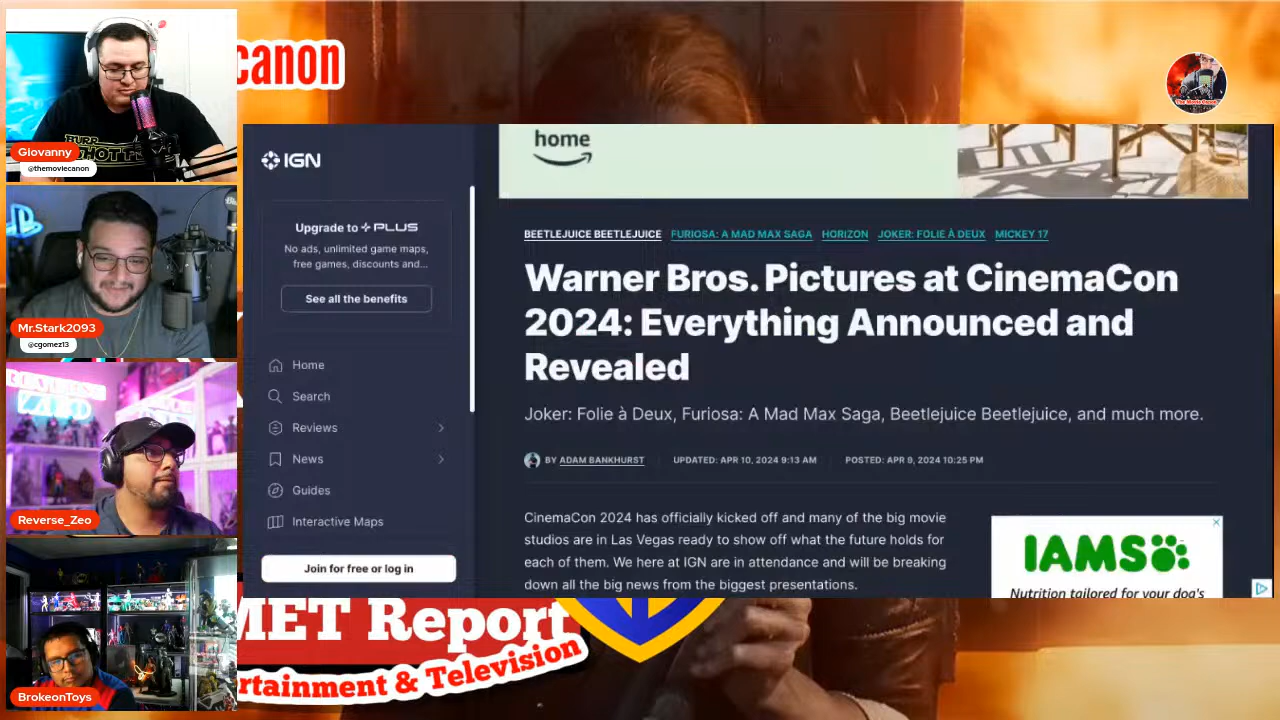 canon
Giovanny
@themoviecanon
Mr.Stark2093
@cgomez13
Reverse_Zeo
BrokeonToys
The Movie Canon
IGN
Upgrade to PLUS
No ads, unlimited game maps,
free games, discounts and...
See all the benefits
Home
Search
Reviews
News
Guides
Interactive Maps
Join for free or log in
home
BEETLEJUICE BEETLEJUICE FURIOSA: A MAD MAX SAGA HORIZON JOKER: FOLIE À DEUX MICKEY 17
Warner Bros. Pictures at CinemaCon
2024: Everything Announced and
Revealed
Joker: Folie à Deux, Furiosa: A Mad Max Saga, Beetlejuice Beetlejuice, and much more.
BY ADAM BANKHURST UPDATED: APR 10, 2024 9:13 AM POSTED: APR 9, 2024 10:25 PM
CinemaCon 2024 has officially kicked off and many of the big movie
studios are in Las Vegas ready to show off what the future holds for
each of them. We here at IGN are in attendance and will be breaking
down all the big news from the biggest presentations.
IAMS
Nutrition tailored for your dog's
MET Report
rtainment & Television